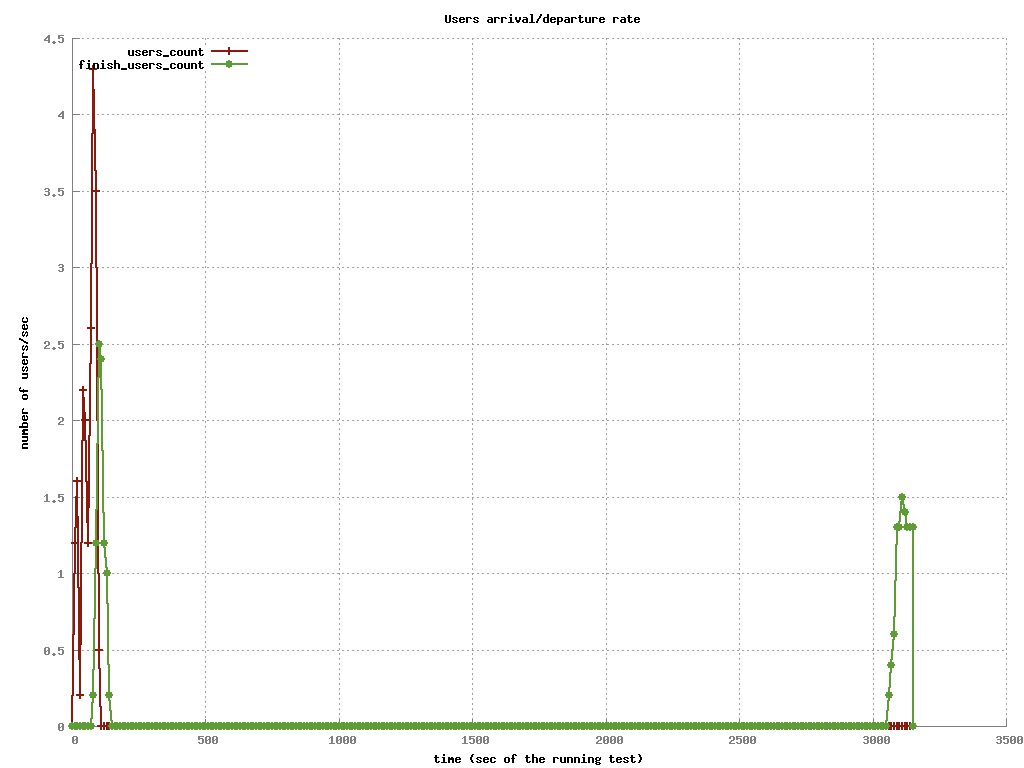 Users arrival/departure rate
4.5
users_count
finish_users_count
4
3.5
3
2.5
number of users/sec
2
1.5
1
0.5
0
0 500 1000 1500 2000 2500 3000 3500
time (sec of the running test)